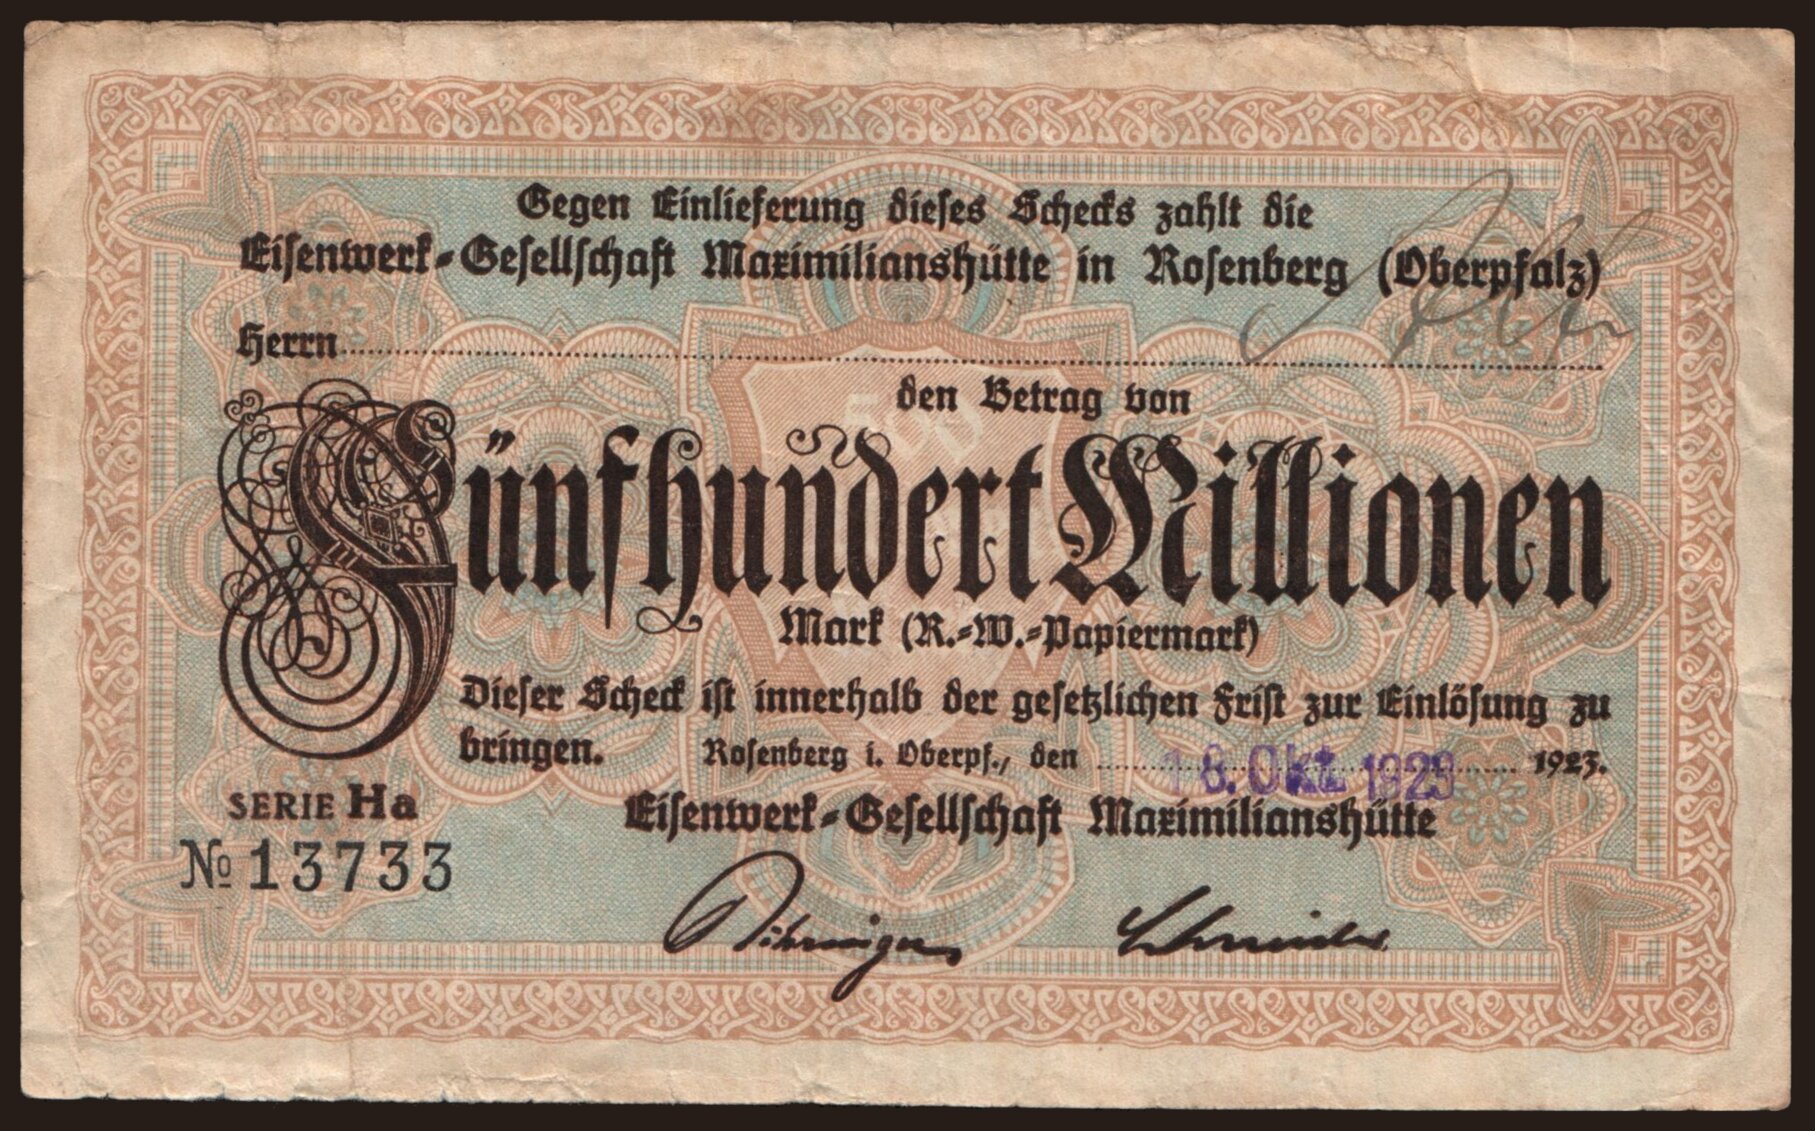 Gegen Einlieferung dieses Schecks zahlt die
Eisenwerk-Gesellschaft Maximilianshütte in Rosenberg (Oberpfalz)
Herrn
500
den Betrag von
Fünfhundert Millionen
Mark (R.-W.-Papiermark)
Dieser Scheck ist innerhalb der gesetzlichen Frist zur Einlösung zu
bringen. Rosenberg i. Oberpf., den 18. Okt. 1923 1923.
SERIE Ha
Eisenwerk-Gesellschaft Maximilianshütte
№ 13733